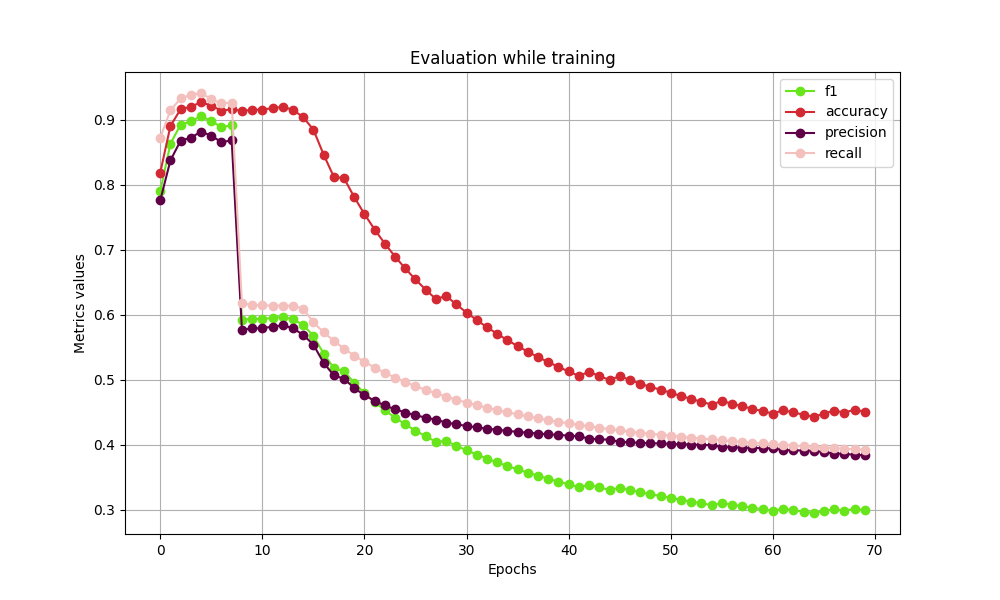 Evaluation while training
f1
accuracy
precision
recall
Metrics values
0.9
0.8
0.7
0.6
0.5
0.4
0.3
0 10 20 30 40 50 60 70
Epochs